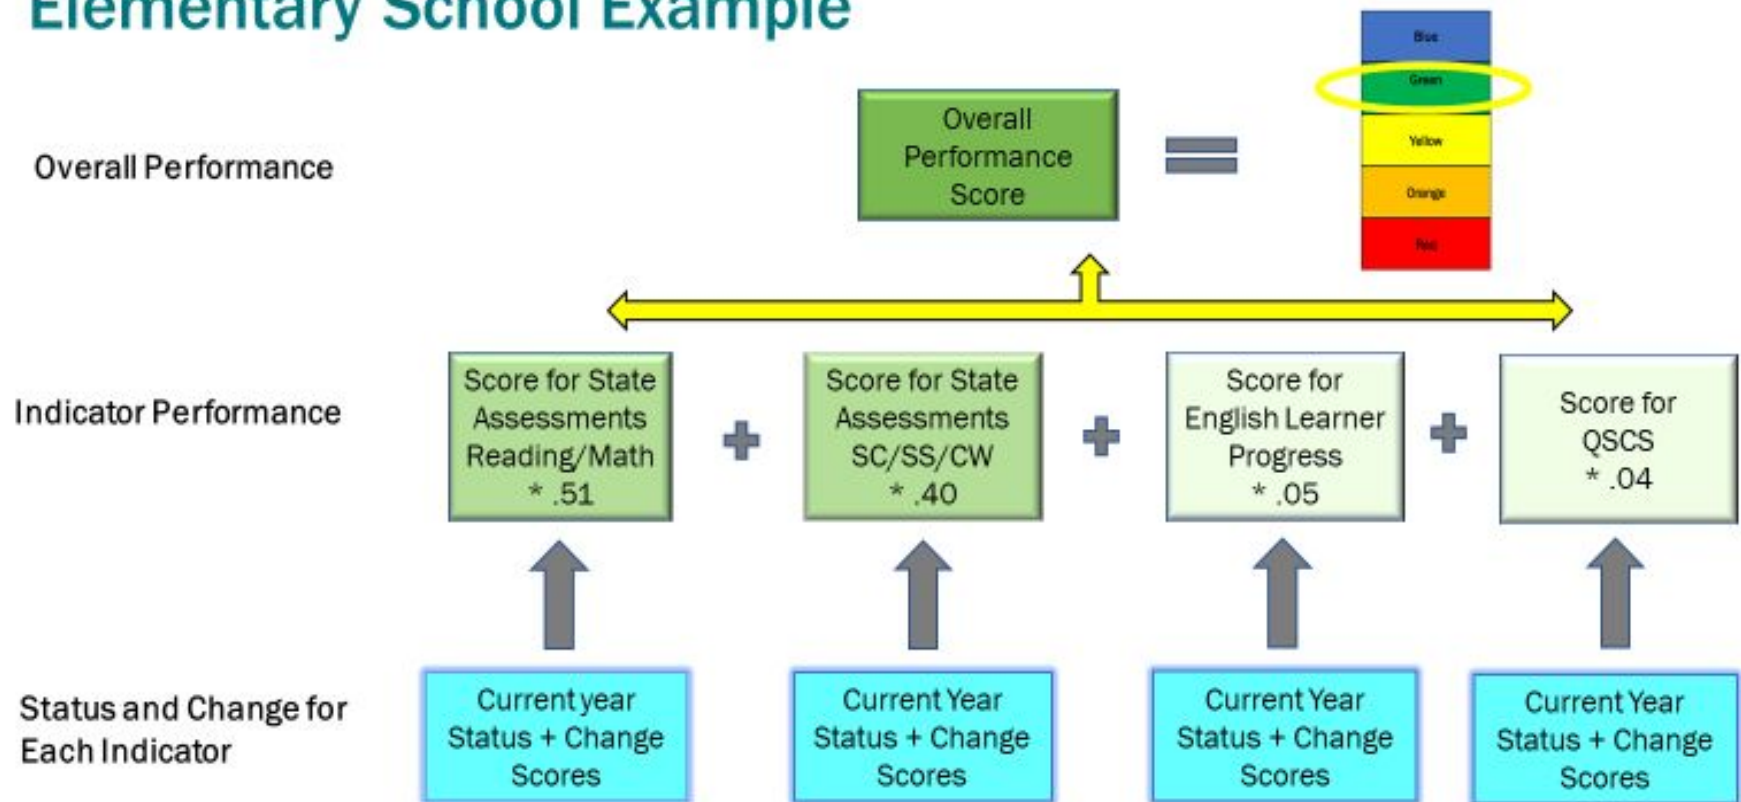 Elementary School Example
Blue
Green
Yellow
Orange
Red
Overall Performance
Overall
Performance
Score
Indicator Performance
Score for State
Assessments
Reading/Math
* .51
Score for State
Assessments
SC/SS/CW
* .40
Score for
English Learner
Progress
* .05
Score for
QSCS
* .04
Status and Change for
Each Indicator
Current year
Status + Change
Scores
Current Year
Status + Change
Scores
Current Year
Status + Change
Scores
Current Year
Status + Change
Scores